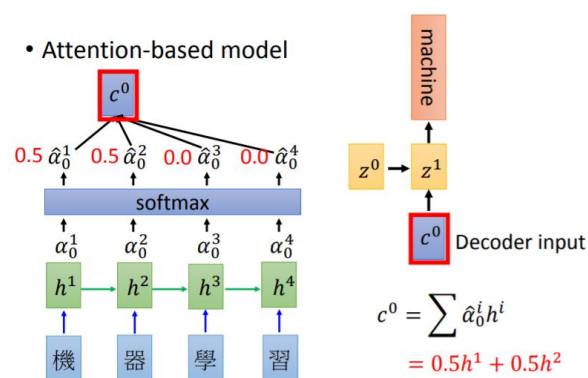 • Attention-based model
c⁰
0.5 α̂₀¹ 0.5 α̂₀² 0.0 α̂₀³ 0.0 α̂₀⁴
softmax
α₀¹ α₀² α₀³ α₀⁴
h¹ h² h³ h⁴
機 器 學 習
machine
z⁰ z¹
c⁰ Decoder input
c⁰ = ∑ α̂₀ⁱhⁱ
= 0.5h¹ + 0.5h²